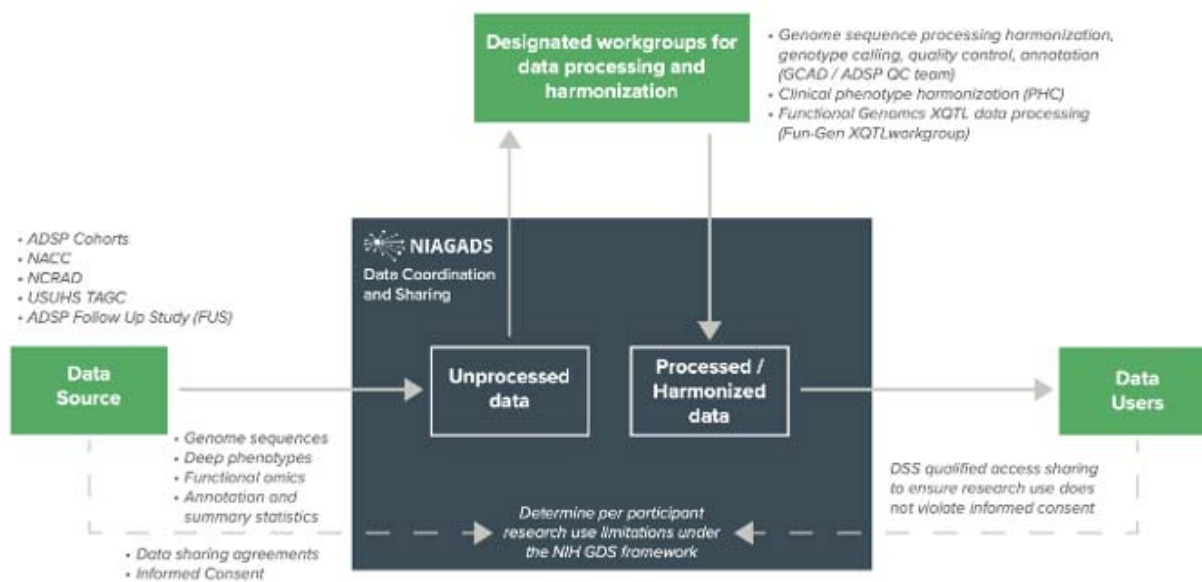 Designated workgroups for
data processing and
harmonization
• Genome sequence processing harmonization,
genotype calling, quality control, annotation
(GCAD / ADSP QC team)
• Clinical phenotype harmonization (PHC)
• Functional Genomcs XQTL data processing
(Fun-Gen XQTLworkgroup)
• ADSP Cohorts
• NACC
• NCRAD
• USUHS TAGC
• ADSP Follow Up Study (FUS)
NIAGADS
Data Coordination
and Sharing
Data
Source
Unprocessed
data
Processed /
Harmonized
data
Data
Users
• Genome sequences
• Deep phenotypes
• Functional omics
• Annotation and
summary statistics
DSS qualified access sharing
to ensure research use does
not violate informed consent
Determine per participant
research use limitations under
the NIH GDS framework
• Data sharing agreements
• Informed Consent